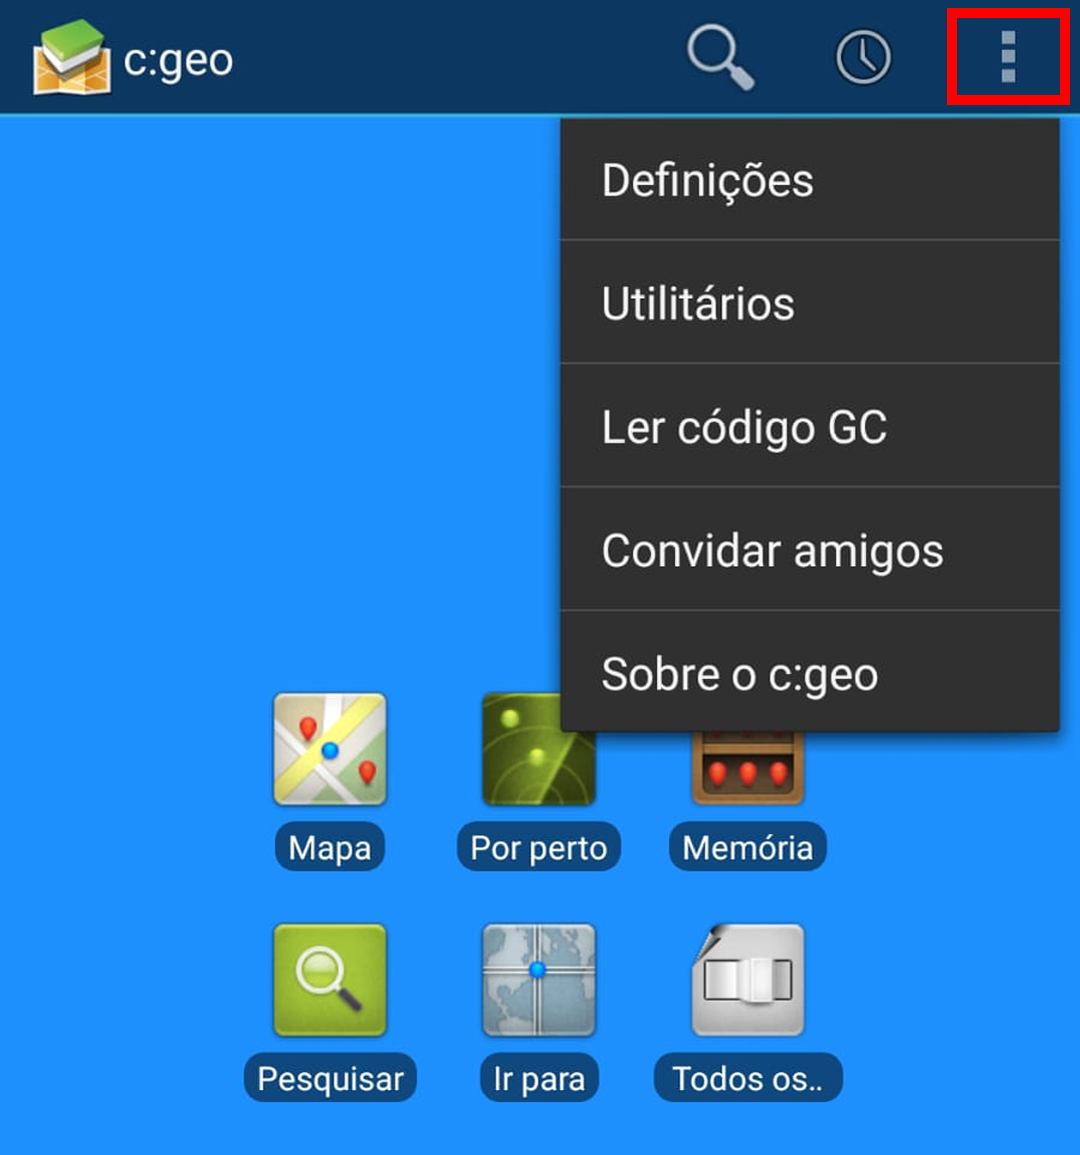 c:geo
Definições
Utilitários
Ler código GC
Convidar amigos
Sobre o c:geo
Mapa
Por perto
Memória
Pesquisar
Ir para
Todos os..